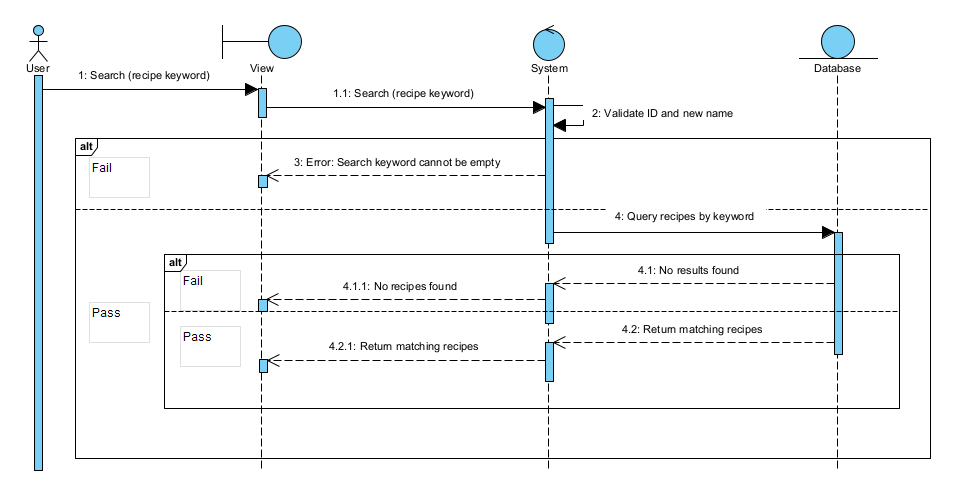 User
View
System
Database
1: Search (recipe keyword)
1.1: Search (recipe keyword)
2: Validate ID and new name
alt
Fail
3: Error: Search keyword cannot be empty
4: Query recipes by keyword
alt
Fail
4.1: No results found
4.1.1: No recipes found
Pass
Pass
4.2: Return matching recipes
4.2.1: Return matching recipes